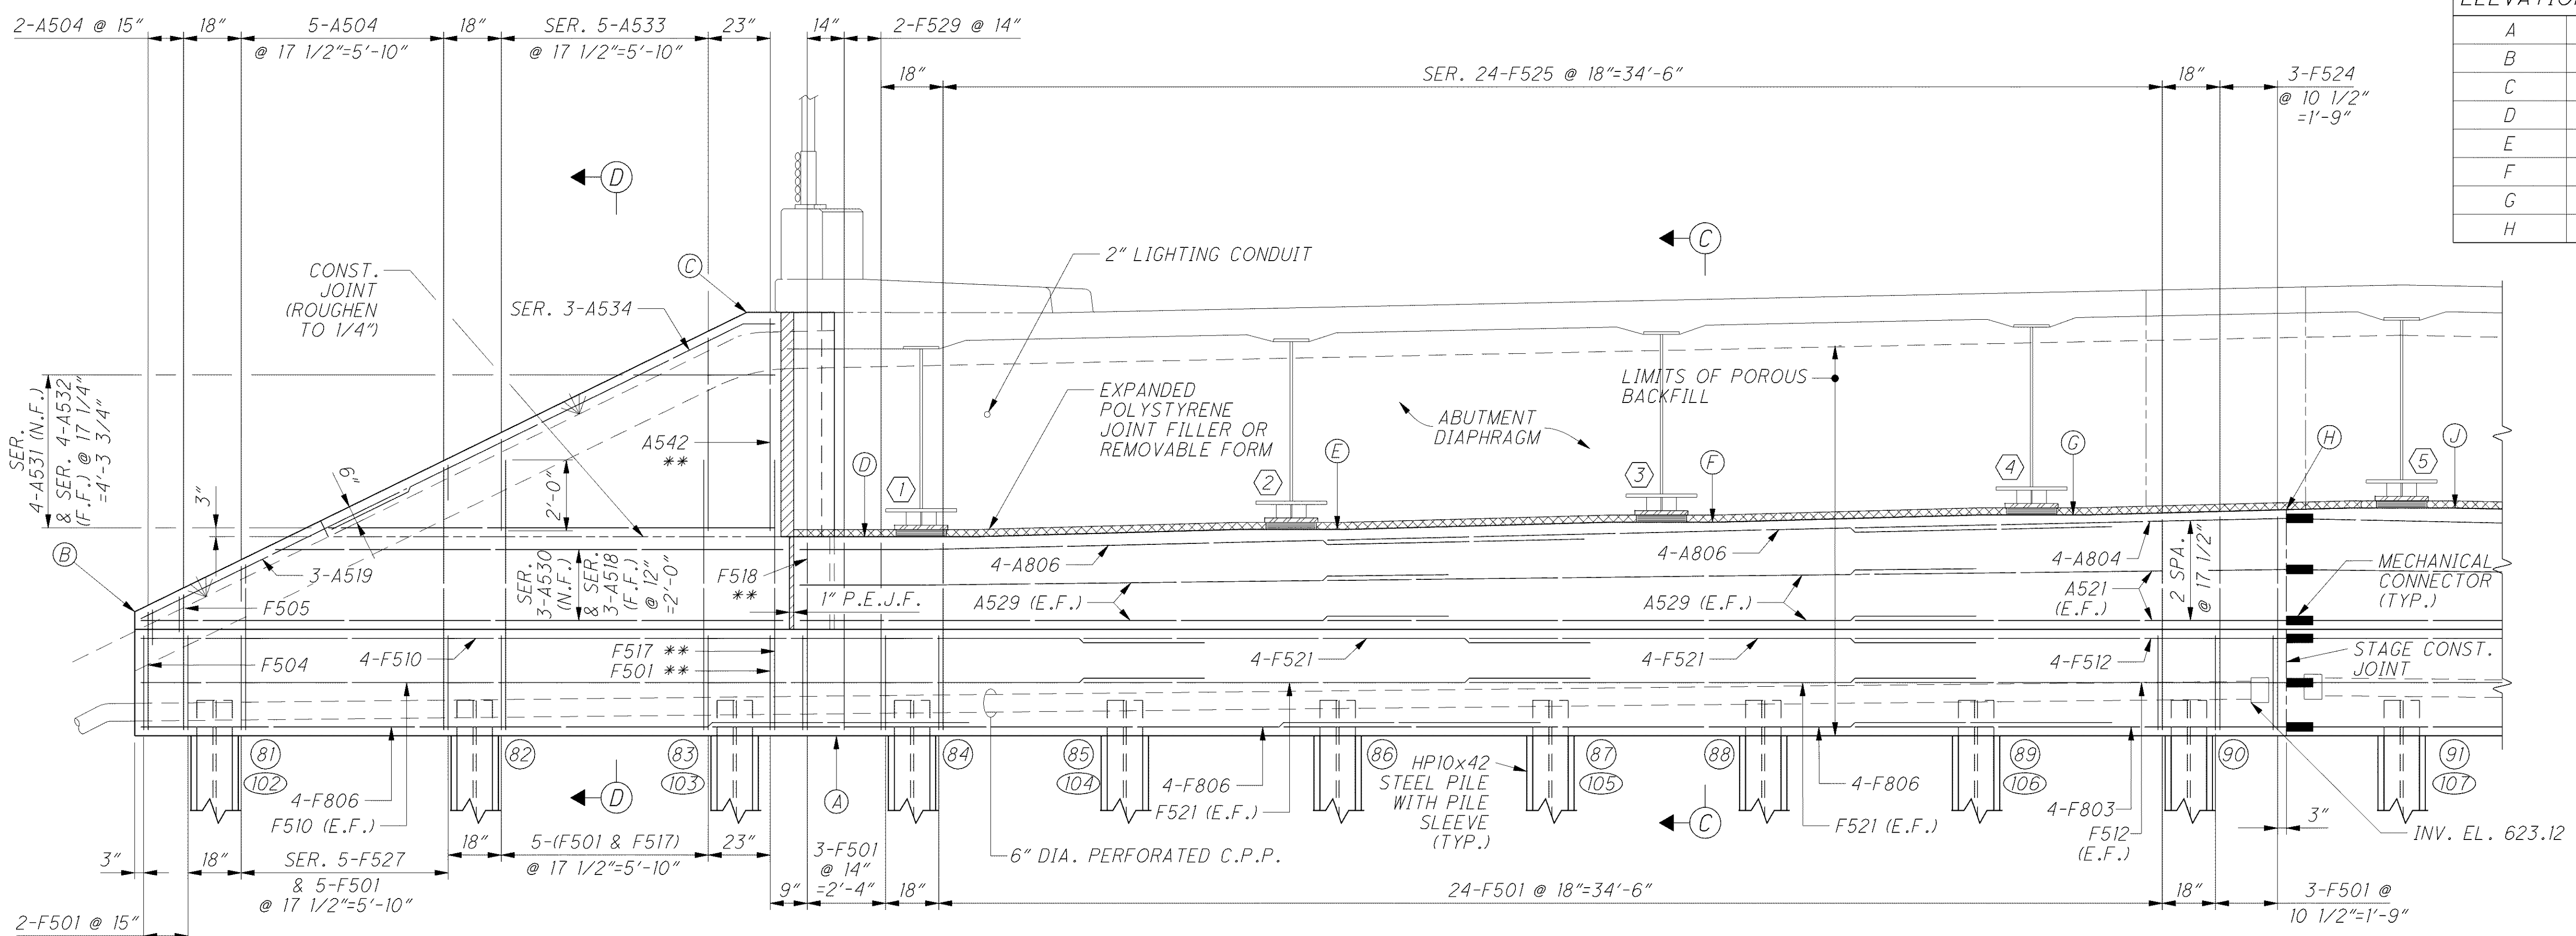 2-A504 @ 15"
18"
5-A504
@ 17 1/2"=5'-10"
18"
SER. 5-A533
@ 17 1/2"=5'-10"
23"
14"
2-F529 @ 14"
18"
SER. 24-F525 @ 18"=34'-6"
18"
3-F524
@ 10 1/2"
=1'-9"
A
B
C
D
E
F
G
H
D
C
2" LIGHTING CONDUIT
CONST.
JOINT
(ROUGHEN
TO 1/4")
C
SER. 3-A534
SER.
4-A531 (N.F.)
& SER. 4-A532
(F.F.) @ 17 1/4"
=4'-3 3/4"
3"
6"
2'-0"
A542
**
EXPANDED
POLYSTYRENE
JOINT FILLER OR
REMOVABLE FORM
LIMITS OF POROUS
BACKFILL
ABUTMENT
DIAPHRAGM
D
1
2
E
3
F
4
G
H
5
J
B
3-A519
F505
SER.
3-A530
(N.F.)
& SER.
3-A518
(F.F.)
@ 12"
=2'-0"
F518
**
1" P.E.J.F.
4-A806
A529 (E.F.)
4-A806
A529 (E.F.)
4-A804
A521
(E.F.)
2 SPA.
@ 17 1/2"
MECHANICAL
CONNECTOR
(TYP.)
F504
4-F510
F517 **
F501 **
4-F521
4-F521
4-F512
STAGE CONST.
JOINT
81
102
82
83
103
84
85
104
86
87
105
88
89
106
90
91
107
4-F806
F510 (E.F.)
D
A
4-F806
F521 (E.F.)
HP10x42
STEEL PILE
WITH PILE
SLEEVE
(TYP.)
C
4-F806
F521 (E.F.)
4-F803
F512
(E.F.)
3"
INV. EL. 623.12
3"
18"
SER. 5-F527
& 5-F501
@ 17 1/2"=5'-10"
18"
5-(F501 & F517)
@ 17 1/2"=5'-10"
23"
9"
3-F501
@ 14"
=2'-4"
18"
6" DIA. PERFORATED C.P.P.
24-F501 @ 18"=34'-6"
18"
3-F501 @
10 1/2"=1'-9"
2-F501 @ 15"